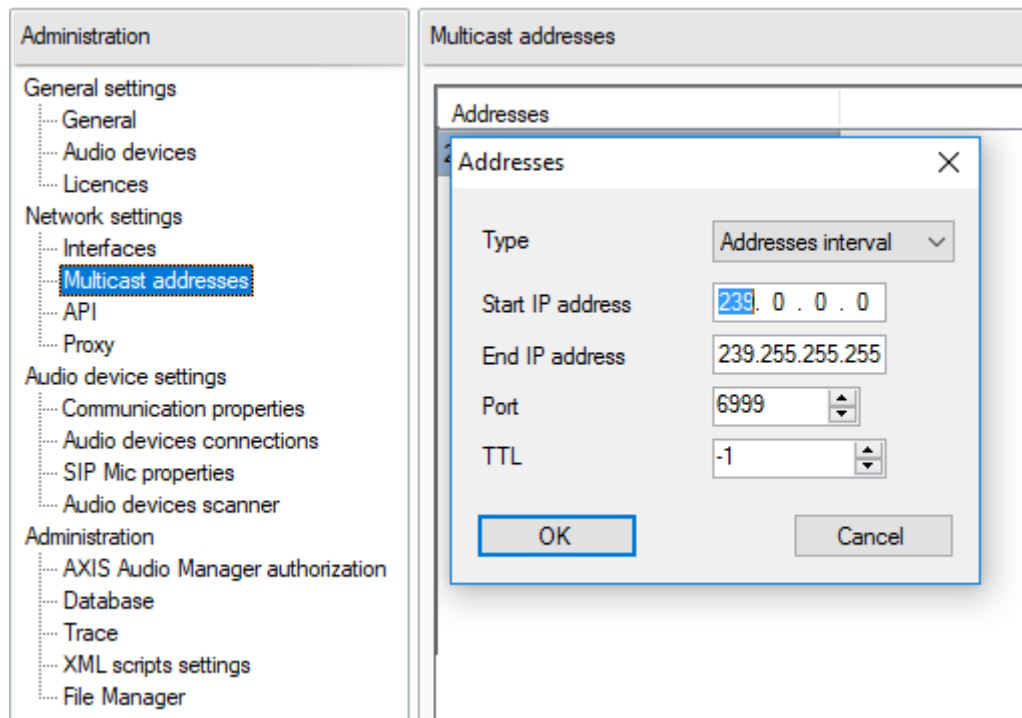 Administration
General settings
General
Audio devices
Licences
Network settings
Interfaces
Multicast addresses
API
Proxy
Audio device settings
Communication properties
Audio devices connections
SIP Mic properties
Audio devices scanner
Administration
AXIS Audio Manager authorization
Database
Trace
XML scripts settings
File Manager
Multicast addresses
Addresses
Addresses
Type
Addresses interval
Start IP address
239. 0 . 0 . 0
End IP address
239.255.255.255
Port
6999
TTL
-1
OK
Cancel